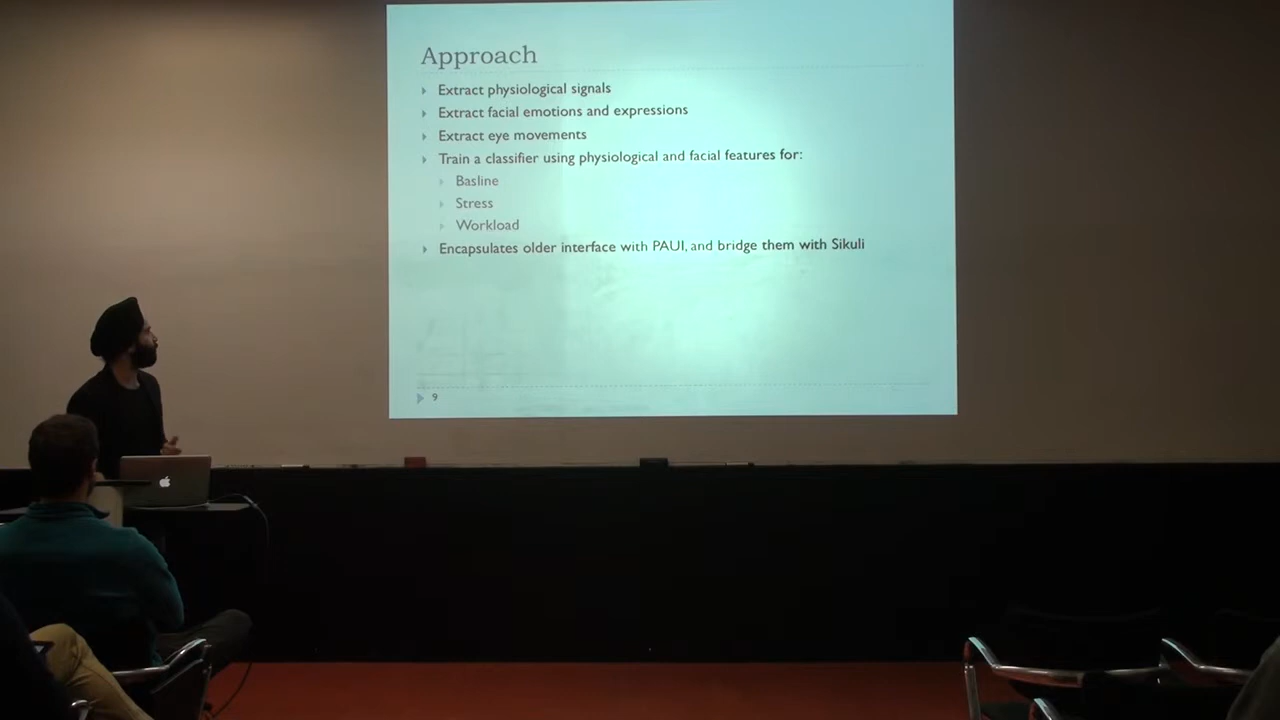 Approach
Extract physiological signals
Extract facial emotions and expressions
Extract eye movements
Train a classifier using physiological and facial features for:
Basline
Stress
Workload
Encapsulates older interface with PAUI, and bridge them with Sikuli
9